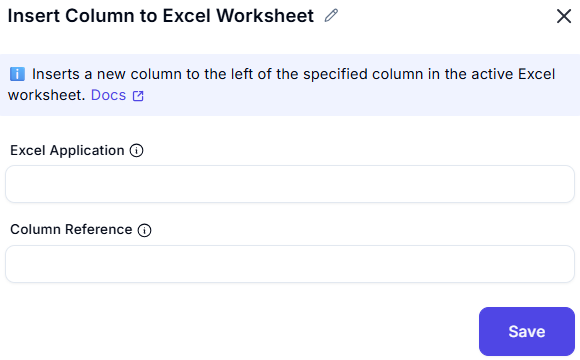 Insert Column to Excel Worksheet
Inserts a new column to the left of the specified column in the active Excel
worksheet. Docs
Excel Application
Column Reference
Save